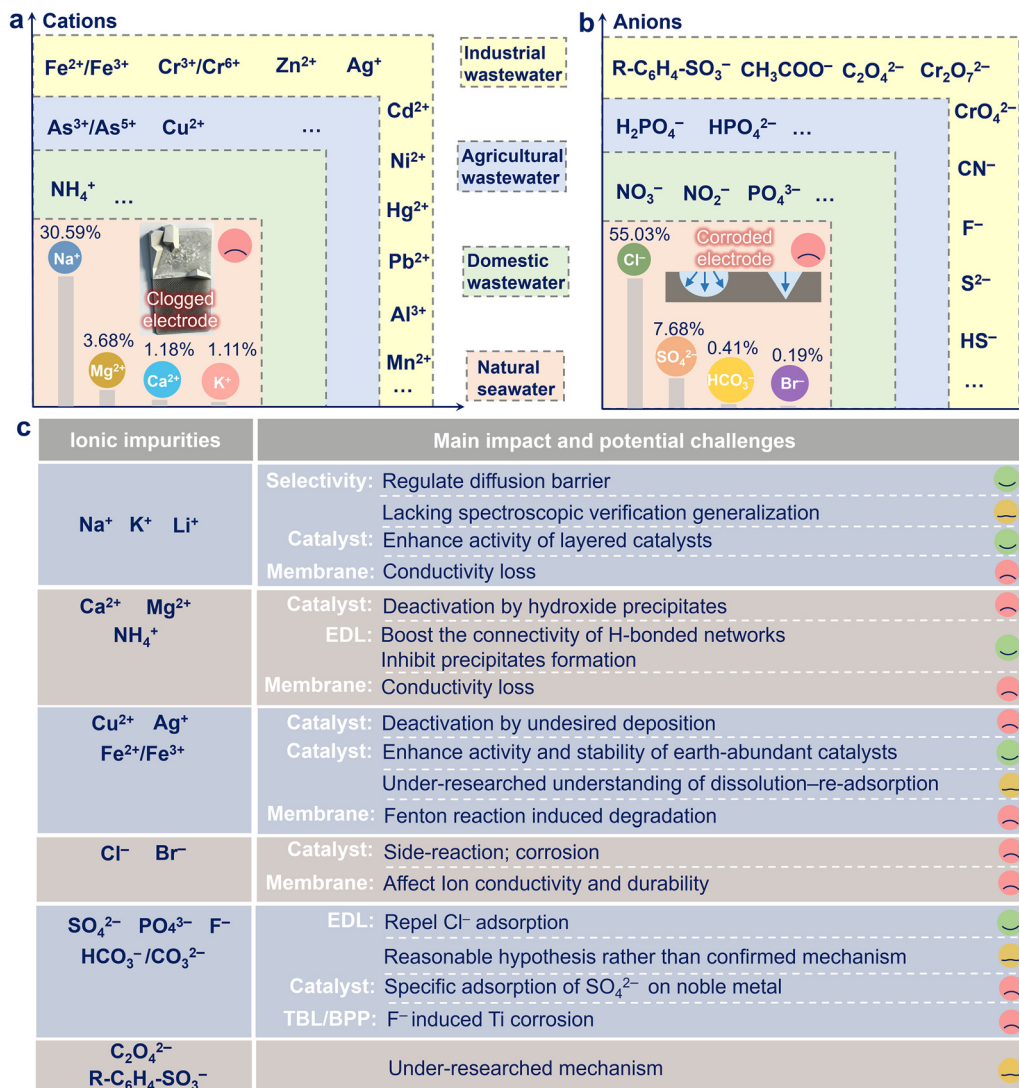 a
Cations
Fe²⁺/Fe³⁺ Cr³⁺/Cr⁶⁺ Zn²⁺ Ag⁺
Cd²⁺
As³⁺/As⁵⁺ Cu²⁺ ...
Ni²⁺
NH₄⁺ ...
Hg²⁺
30.59%
Na⁺
Pb²⁺
Clogged
electrode
Al³⁺
3.68% 1.18% 1.11%
Mg²⁺ Ca²⁺ K⁺
Mn²⁺
...
Industrial
wastewater
Agricultural
wastewater
Domestic
wastewater
Natural
seawater
b
Anions
R-C₆H₄-SO₃⁻ CH₃COO⁻ C₂O₄²⁻ Cr₂O₇²⁻
CrO₄²⁻
H₂PO₄⁻ HPO₄²⁻ ...
CN⁻
NO₃⁻ NO₂⁻ PO₄³⁻ ...
F⁻
55.03%
Cl⁻
Corroded
electrode
S²⁻
7.68% 0.41% 0.19%
SO₄²⁻ HCO₃⁻ Br⁻
HS⁻
...
c
Ionic impurities Main impact and potential challenges
Na⁺ K⁺ Li⁺
Selectivity: Regulate diffusion barrier
Lacking spectroscopic verification generalization
Catalyst: Enhance activity of layered catalysts
Membrane: Conductivity loss
Ca²⁺ Mg²⁺
NH₄⁺
Catalyst: Deactivation by hydroxide precipitates
EDL: Boost the connectivity of H-bonded networks
Inhibit precipitates formation
Membrane: Conductivity loss
Cu²⁺ Ag⁺
Fe²⁺/Fe³⁺
Catalyst: Deactivation by undesired deposition
Catalyst: Enhance activity and stability of earth-abundant catalysts
Under-researched understanding of dissolution–re-adsorption
Membrane: Fenton reaction induced degradation
Cl⁻ Br⁻
Catalyst: Side-reaction; corrosion
Membrane: Affect Ion conductivity and durability
SO₄²⁻ PO₄³⁻ F⁻
HCO₃⁻/CO₃²⁻
EDL: Repel Cl⁻ adsorption
Reasonable hypothesis rather than confirmed mechanism
Catalyst: Specific adsorption of SO₄²⁻ on noble metal
TBL/BPP: F⁻ induced Ti corrosion
C₂O₄²⁻
R-C₆H₄-SO₃⁻
Under-researched mechanism